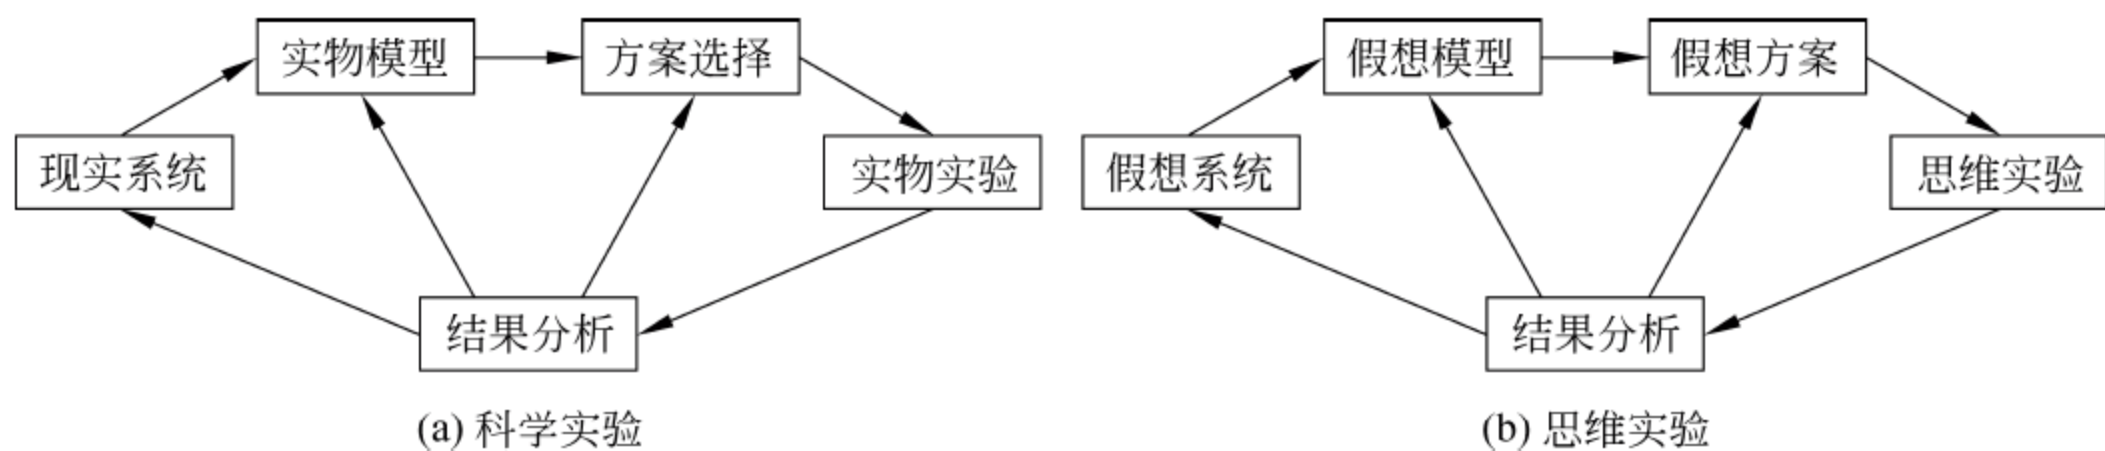 实物模型
方案选择
现实系统
实物实验
结果分析
(a) 科学实验
假想模型
假想方案
假想系统
思维实验
结果分析
(b) 思维实验